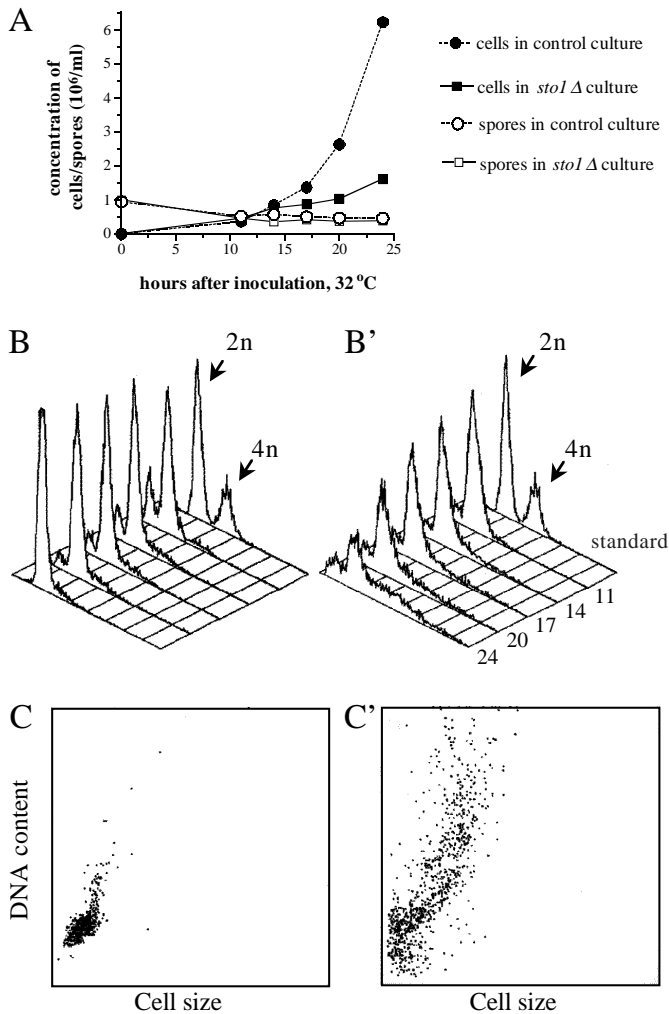 A
concentration of
cells/spores (10⁶/ml)
6
5
4
3
2
1
0
0 5 10 15 20 25
hours after inoculation, 32 °C
cells in control culture
cells in sto1 Δ culture
spores in control culture
spores in sto1 Δ culture
B
2n
4n
B'
2n
4n
standard
11
14
17
20
24
C
DNA content
Cell size
C'
Cell size